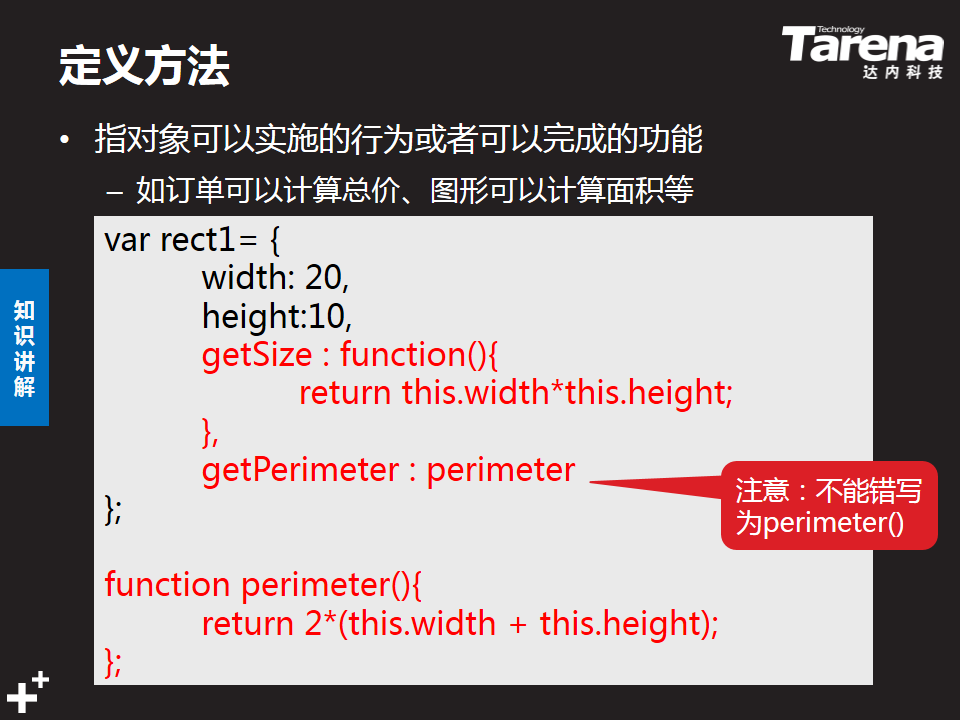 定义方法
Technology
Tarena
达内科技
• 指对象可以实施的行为或者可以完成的功能
– 如订单可以计算总价、图形可以计算面积等
知识讲解
var rect1= {
width: 20,
height:10,
getSize : function(){
return this.width*this.height;
},
getPerimeter : perimeter
};
注意：不能错写
为perimeter()
function perimeter(){
return 2*(this.width + this.height);
};